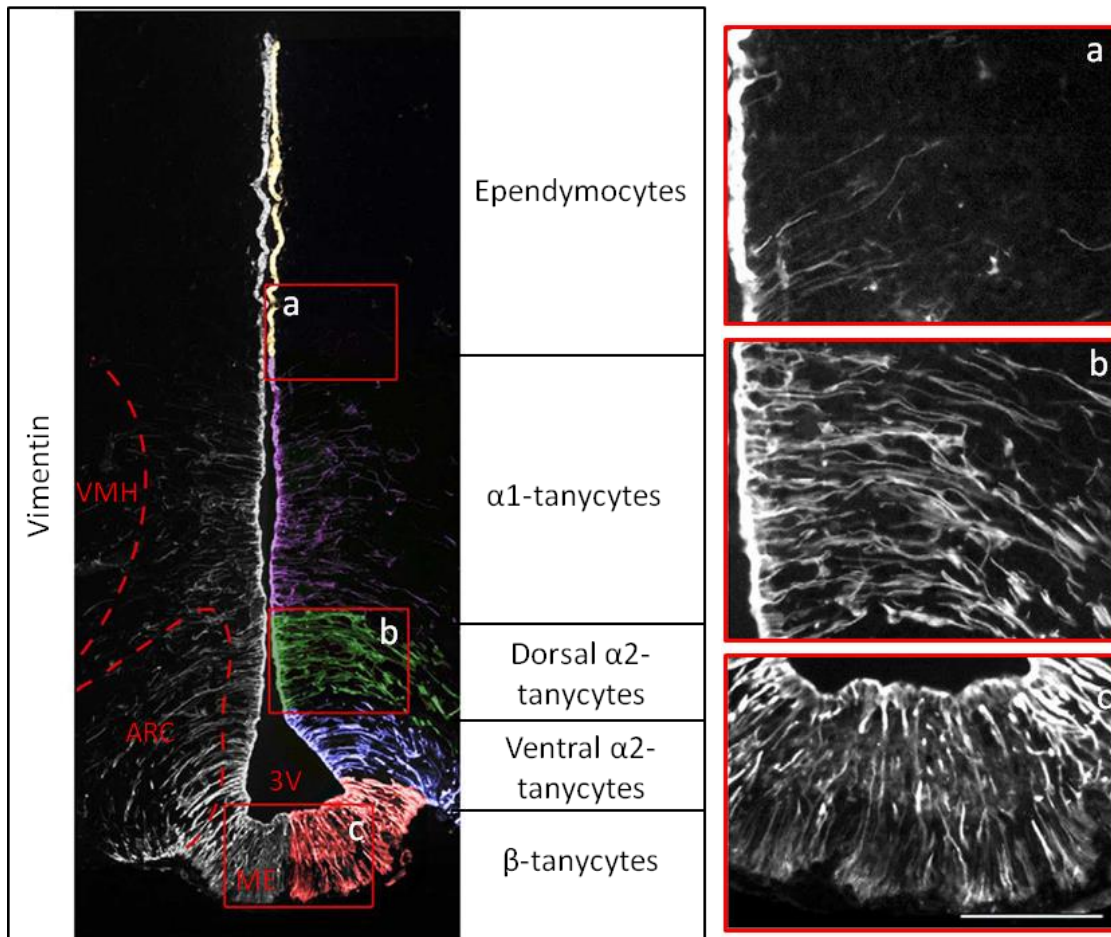 Vimentin
a
VMH
b
ARC
3V
c
ME
Ependymocytes
α1-tanycytes
Dorsal α2-
tanycytes
Ventral α2-
tanycytes
β-tanycytes
a
b
c